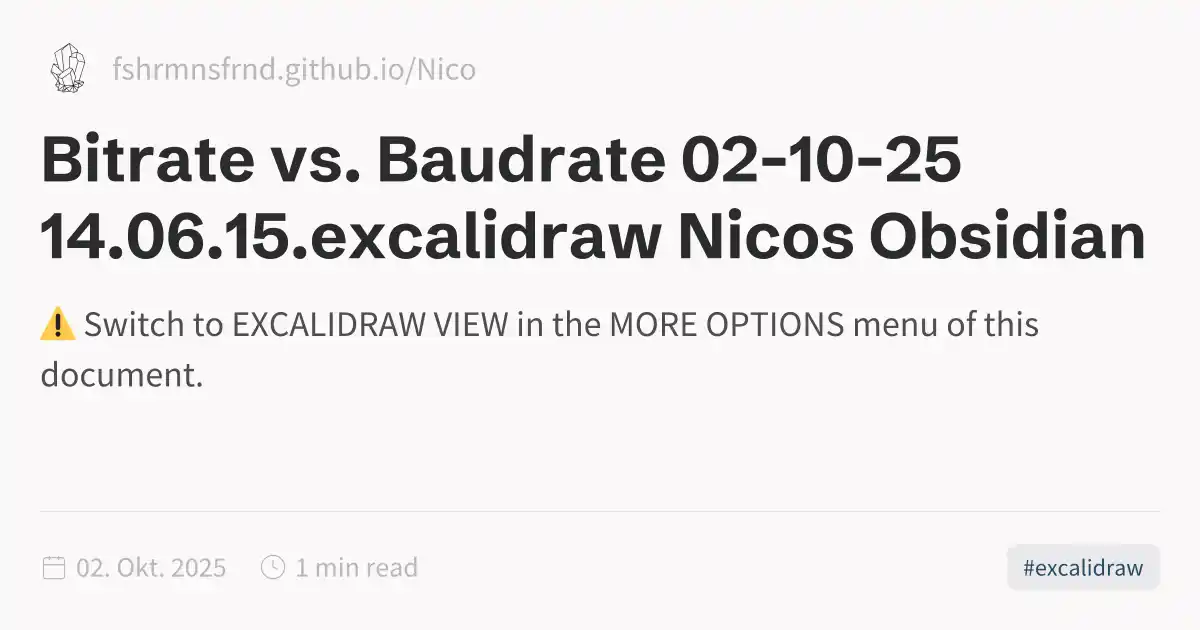 fshrmnsfrnd.github.io/Nico
Bitrate vs. Baudrate 02-10-25
14.06.15.excalidraw Nicos Obsidian
⚠️ Switch to EXCALIDRAW VIEW in the MORE OPTIONS menu of this
document.
02. Okt. 2025 1 min read #excalidraw